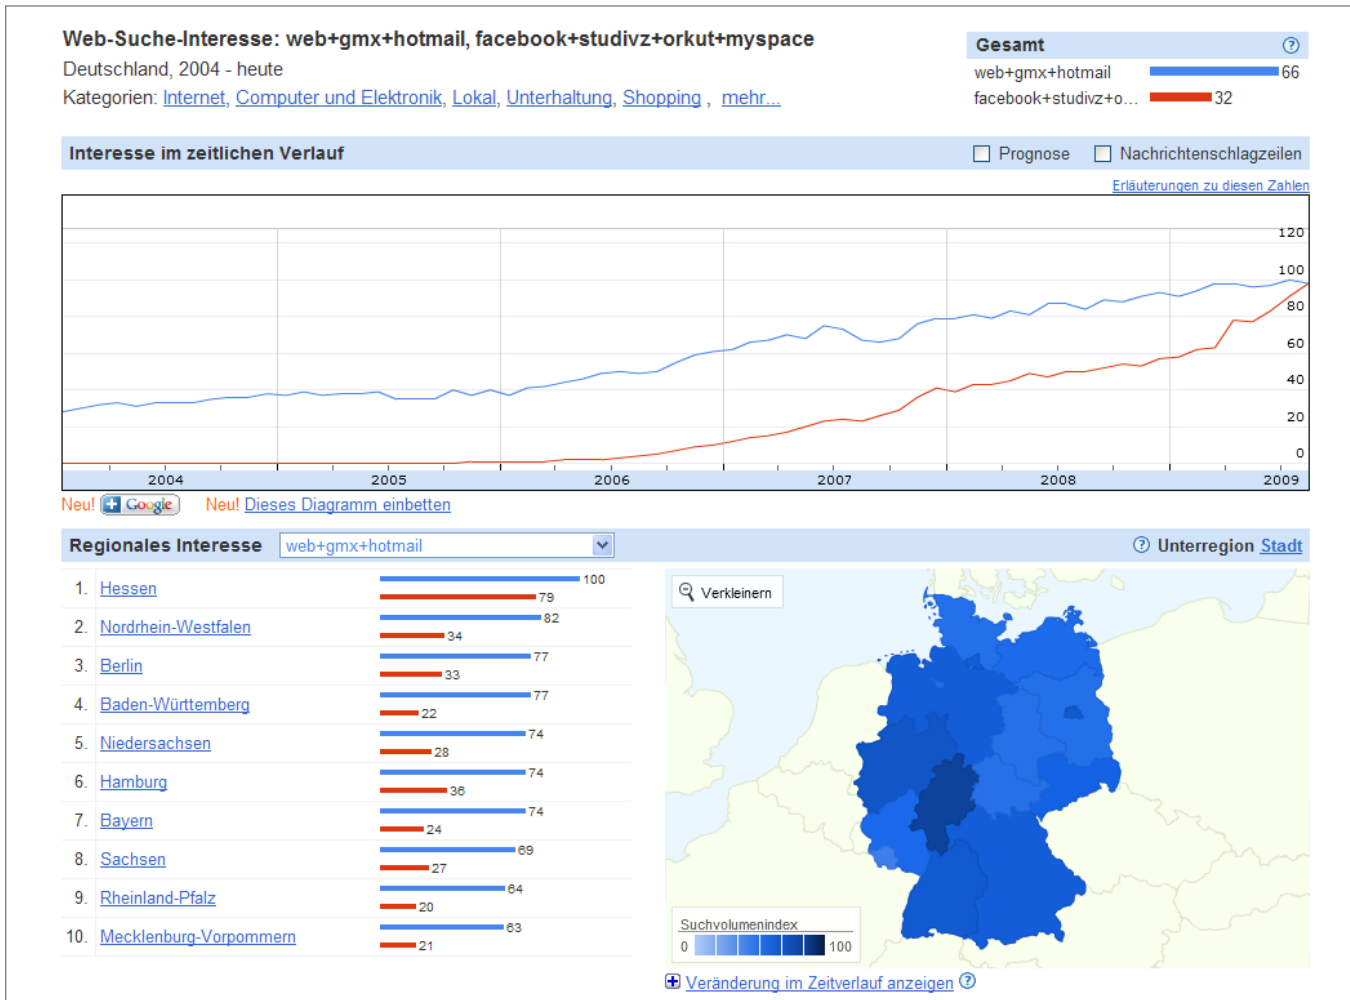 Web-Suche-Interesse: web+gmx+hotmail, facebook+studivz+orkut+myspace
Deutschland, 2004 - heute
Kategorien: Internet, Computer und Elektronik, Lokal, Unterhaltung, Shopping , mehr...
Gesamt ?
web+gmx+hotmail 66
facebook+studivz+o... 32
Interesse im zeitlichen Verlauf Prognose Nachrichtenschlagzeilen
Erläuterungen zu diesen Zahlen
120
100
80
60
40
20
0
2004 2005 2006 2007 2008 2009
Neu! + Google Neu! Dieses Diagramm einbetten
Regionales Interesse web+gmx+hotmail ? Unterregion Stadt
1. Hessen 100 79
2. Nordrhein-Westfalen 82 34
3. Berlin 77 33
4. Baden-Württemberg 77 22
5. Niedersachsen 74 28
6. Hamburg 74 36
7. Bayern 74 24
8. Sachsen 69 27
9. Rheinland-Pfalz 64 20
10. Mecklenburg-Vorpommern 63 21
Verkleinern
Suchvolumenindex
0 100
+ Veränderung im Zeitverlauf anzeigen ?